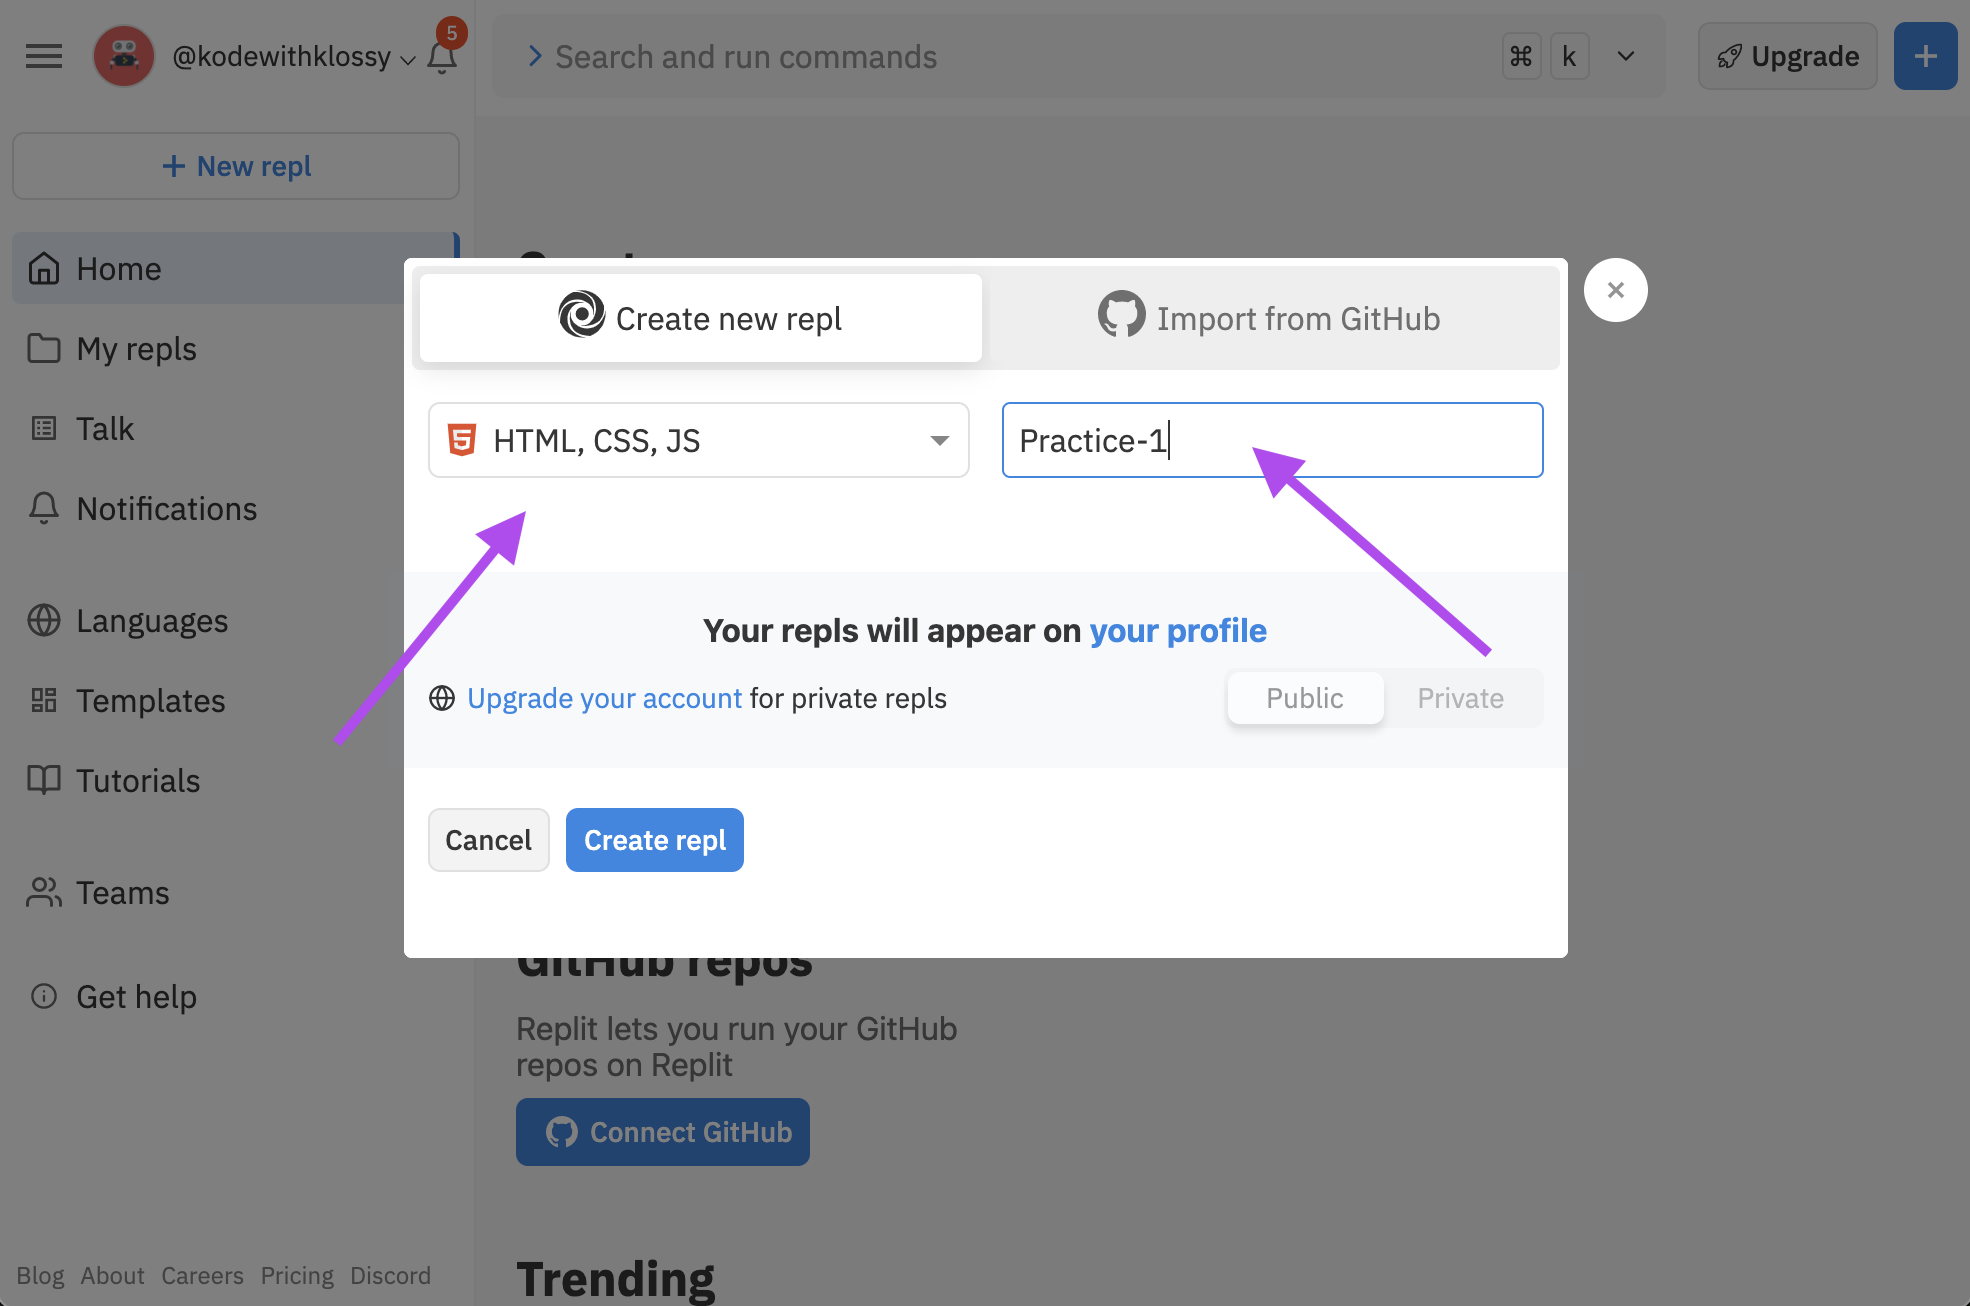 @kodewithklossy
5
Search and run commands
⌘ k
Upgrade
+ New repl
Home
My repls
Talk
Notifications
Languages
Templates
Tutorials
Teams
Get help
Blog About Careers Pricing Discord
Create new repl
Import from GitHub
HTML, CSS, JS
Practice-1
Your repls will appear on your profile
Upgrade your account for private repls
Public Private
Cancel
Create repl
GitHub repos
Replit lets you run your GitHub
repos on Replit
Connect GitHub
Trending